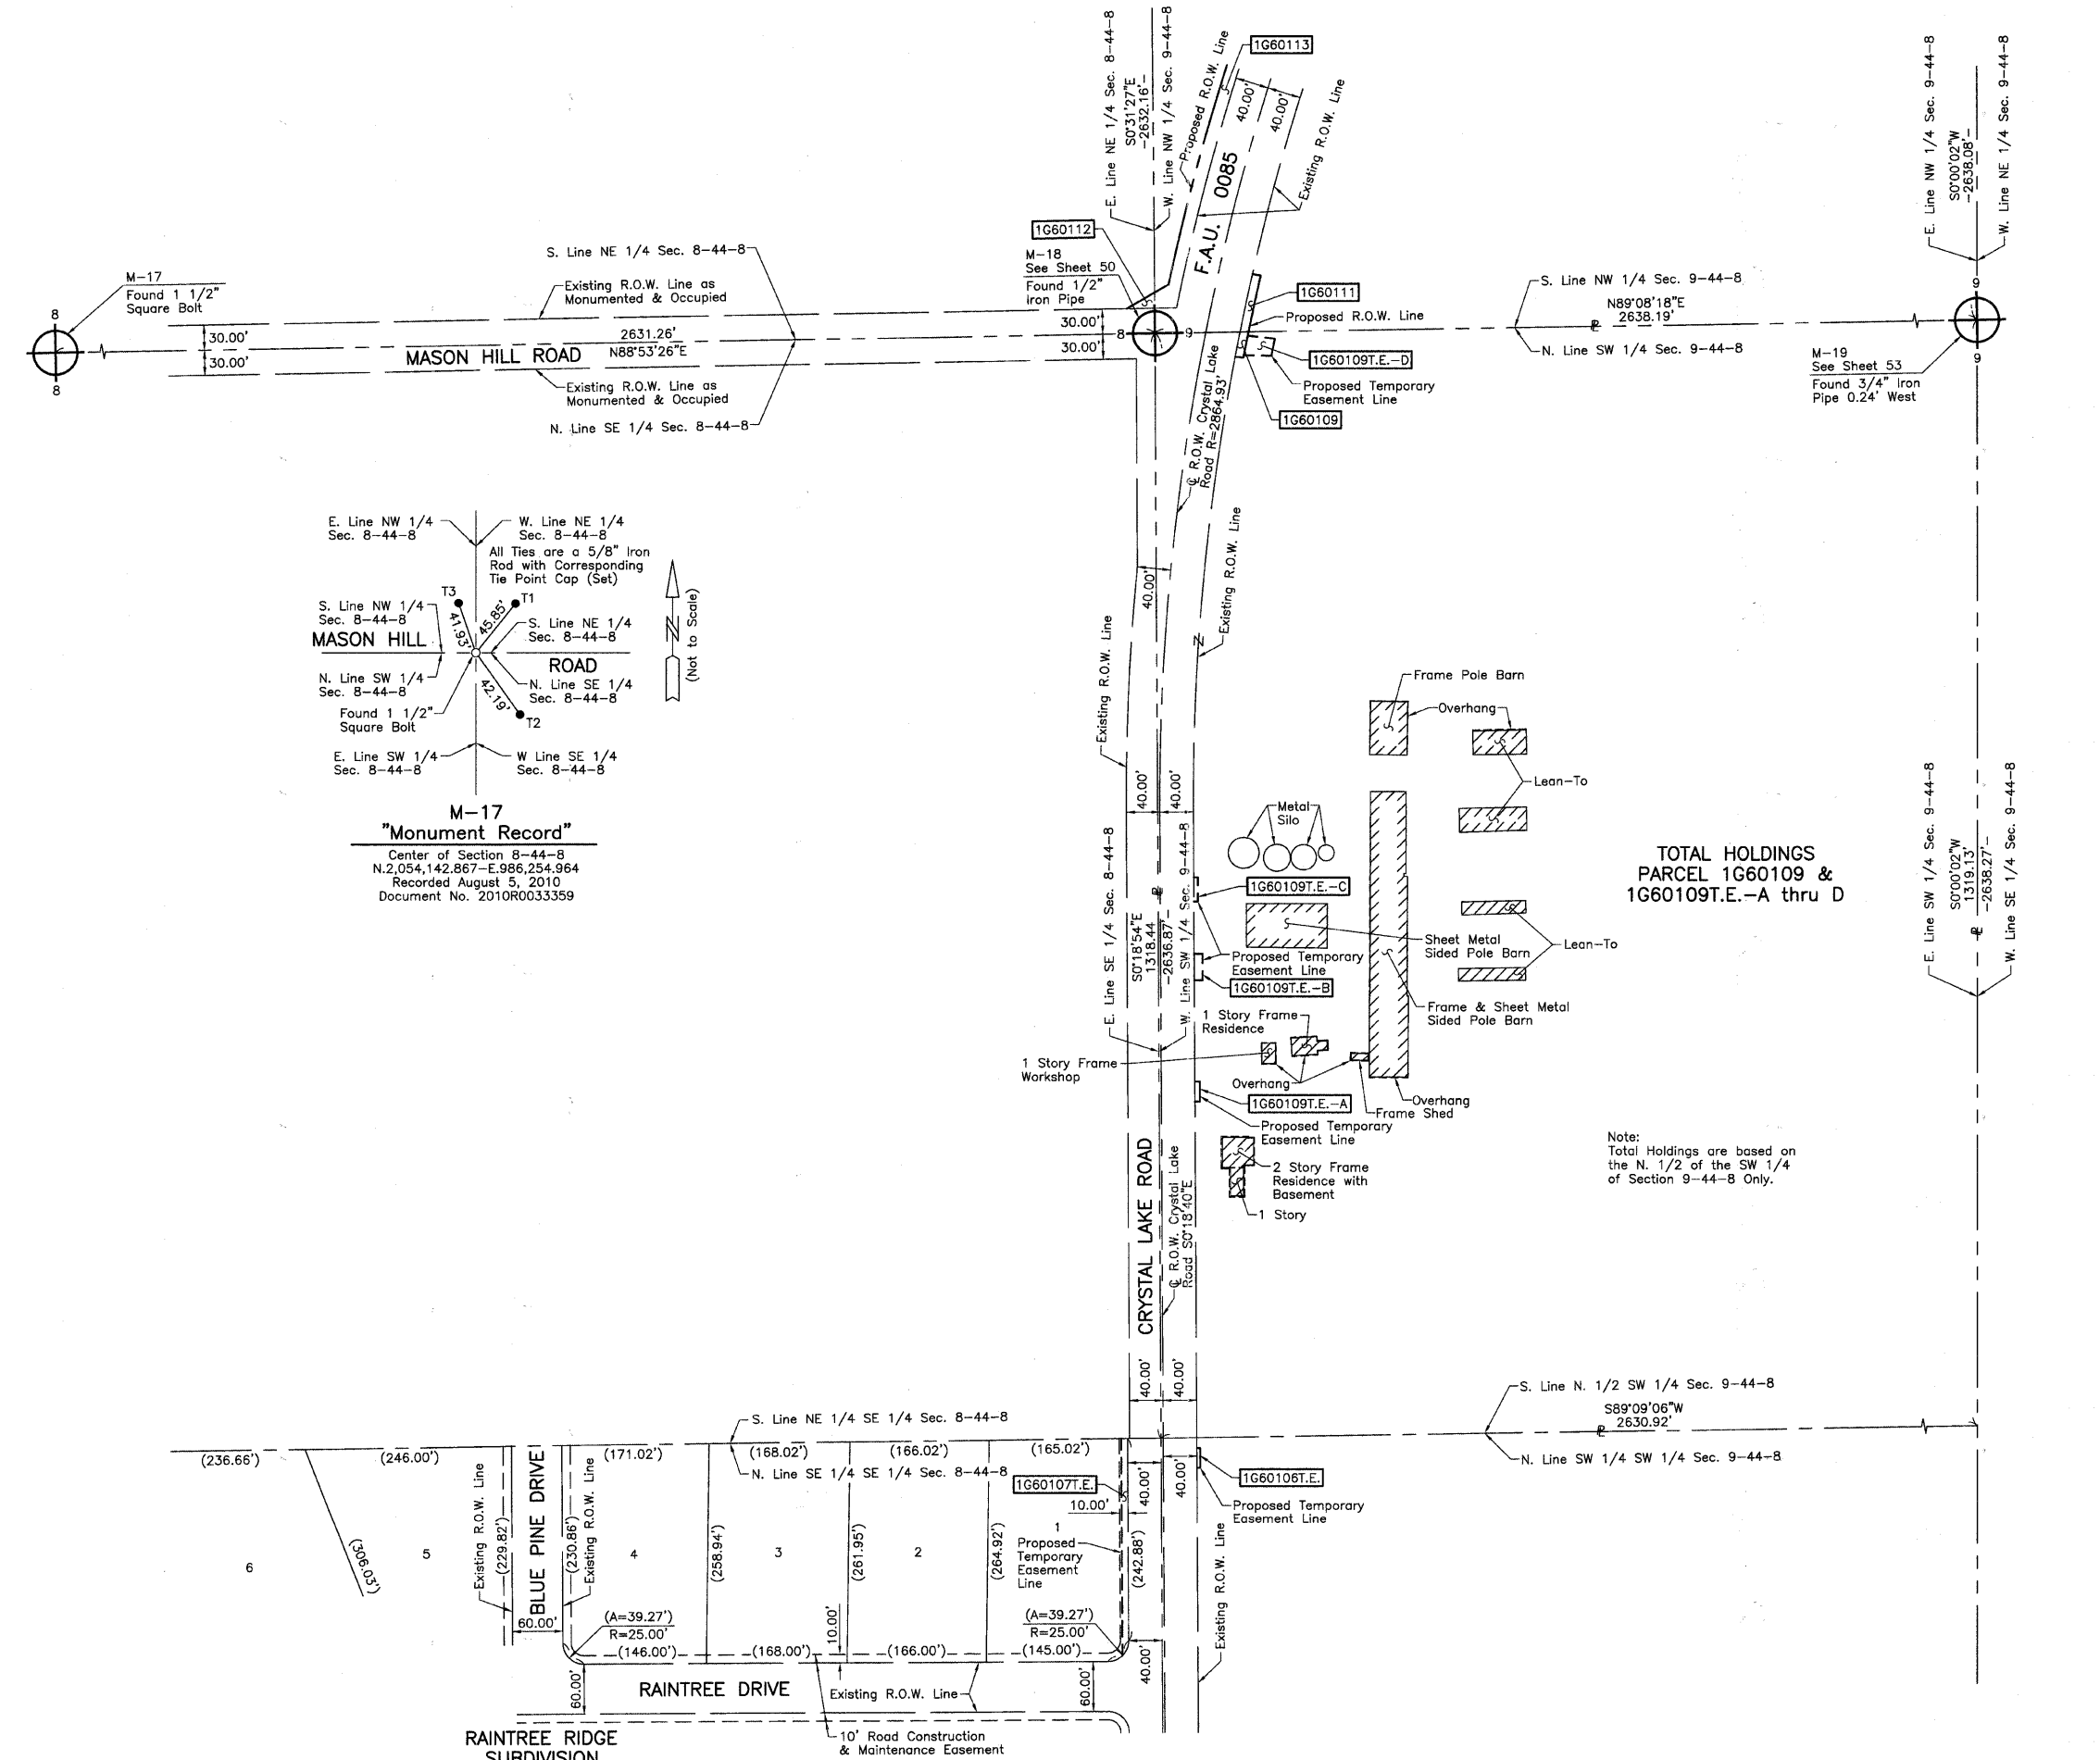 E. Line NE 1/4 Sec. 8-44-8
S0°31'27"E
-2632.16'-
W. Line NW 1/4 Sec. 9-44-8
1G60113
Proposed R.O.W. Line
40.00'
40.00'
Existing R.O.W. Line
F.A.U. 0085
E. Line NW 1/4 Sec. 9-44-8
S0°00'02"W
-2638.08'-
W. Line NE 1/4 Sec. 9-44-8
M-17
Found 1 1/2"
Square Bolt
8
8
S. Line NE 1/4 Sec. 8-44-8
Existing R.O.W. Line as
Monumented & Occupied
30.00'
30.00'
2631.26'
N88°53'26"E
MASON HILL ROAD
Existing R.O.W. Line as
Monumented & Occupied
N. Line SE 1/4 Sec. 8-44-8
1G60112
M-18
See Sheet 50
Found 1/2"
Iron Pipe
30.00'
30.00'
8
9
1G60111
Proposed R.O.W. Line
1G60109T.E.-D
Proposed Temporary
Easement Line
1G60109
S. Line NW 1/4 Sec. 9-44-8
N89°08'18"E
2638.19'
P
N. Line SW 1/4 Sec. 9-44-8
9
9
M-19
See Sheet 53
Found 3/4" Iron
Pipe 0.24' West
℄ R.O.W. Crystal Lake
Road R=2864.93'
Existing R.O.W. Line
40.00'
Existing R.O.W. Line
E. Line NW 1/4
Sec. 8-44-8
W. Line NE 1/4
Sec. 8-44-8
All Ties are a 5/8" Iron
Rod with Corresponding
Tie Point Cap (Set)
T3
T1
41.93'
45.85'
S. Line NW 1/4
Sec. 8-44-8
S. Line NE 1/4
Sec. 8-44-8
MASON HILL
ROAD
N. Line SW 1/4
Sec. 8-44-8
N. Line SE 1/4
Sec. 8-44-8
42.19'
Found 1 1/2"
Square Bolt
T2
E. Line SW 1/4
Sec. 8-44-8
W Line SE 1/4
Sec. 8-44-8
N
(Not to Scale)
M-17
"Monument Record"
Center of Section 8-44-8
N.2,054,142.867-E.986,254.964
Recorded August 5, 2010
Document No. 2010R0033359
Frame Pole Barn
Overhang
Lean-To
40.00'
40.00'
Metal
Silo
1G60109T.E.-C
E. Line SE 1/4 Sec. 8-44-8
S0°18'54"E
1318.44
-2636.87'-
P
W. Line SW 1/4 Sec. 9-44-8
Sheet Metal
Sided Pole Barn
Lean-To
Proposed Temporary
Easement Line
1G60109T.E.-B
Frame & Sheet Metal
Sided Pole Barn
1 Story Frame
Residence
1 Story Frame
Workshop
Overhang
Overhang
Frame Shed
1G60109T.E.-A
Proposed Temporary
Easement Line
2 Story Frame
Residence with
Basement
1 Story
TOTAL HOLDINGS
PARCEL 1G60109 &
1G60109T.E.-A thru D
E. Line SW 1/4 Sec. 9-44-8
S0°00'02"W
1319.13'
-2638.27'-
P
W. Line SE 1/4 Sec. 9-44-8
Note:
Total Holdings are based on
the N. 1/2 of the SW 1/4
of Section 9-44-8 Only.
CRYSTAL LAKE ROAD
℄ R.O.W. Crystal Lake
Road S0°18'40"E
40.00'
40.00'
S. Line N. 1/2 SW 1/4 Sec. 9-44-8
S89°09'06"W
2630.92'
P
N. Line SW 1/4 SW 1/4 Sec. 9-44-8
S. Line NE 1/4 SE 1/4 Sec. 8-44-8
(236.66')
(246.00')
(171.02')
(168.02')
(166.02')
(165.02')
N. Line SE 1/4 SE 1/4 Sec. 8-44-8
1G60107T.E.
10.00'
40.00'
40.00'
1G60106T.E.
Proposed Temporary
Easement Line
6
(306.03')
5
Existing R.O.W. Line
(229.82')
BLUE PINE DRIVE
60.00'
(230.86')
Existing R.O.W. Line
4
(258.94')
3
(261.95')
2
(264.92')
1
Proposed
Temporary
Easement
Line
(242.88')
Existing R.O.W. Line
(A=39.27')
R=25.00'
10.00'
(A=39.27')
R=25.00'
(146.00')
(168.00')
(166.00')
(145.00')
40.00'
60.00'
RAINTREE DRIVE
Existing R.O.W. Line
60.00'
RAINTREE RIDGE
SUBDIVISION
10' Road Construction
& Maintenance Easement